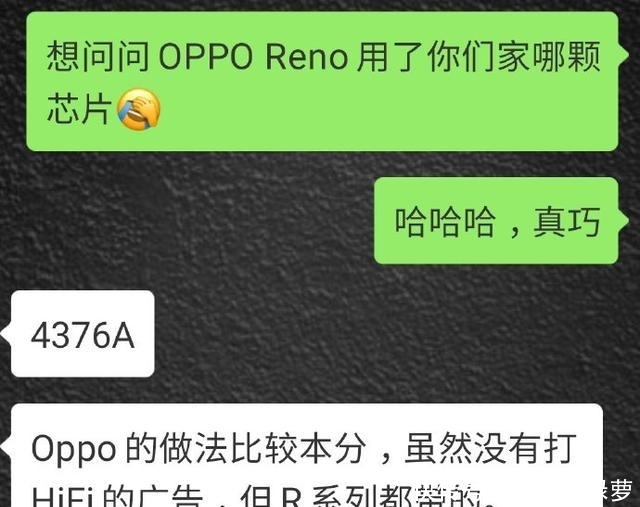 想问问 OPPO Reno 用了你们家哪颗
芯片🤦
哈哈哈，真巧
4376A
Oppo 的做法比较本分，虽然没有打
HiFi 的广告，但 R 系列都带的。
绿萝